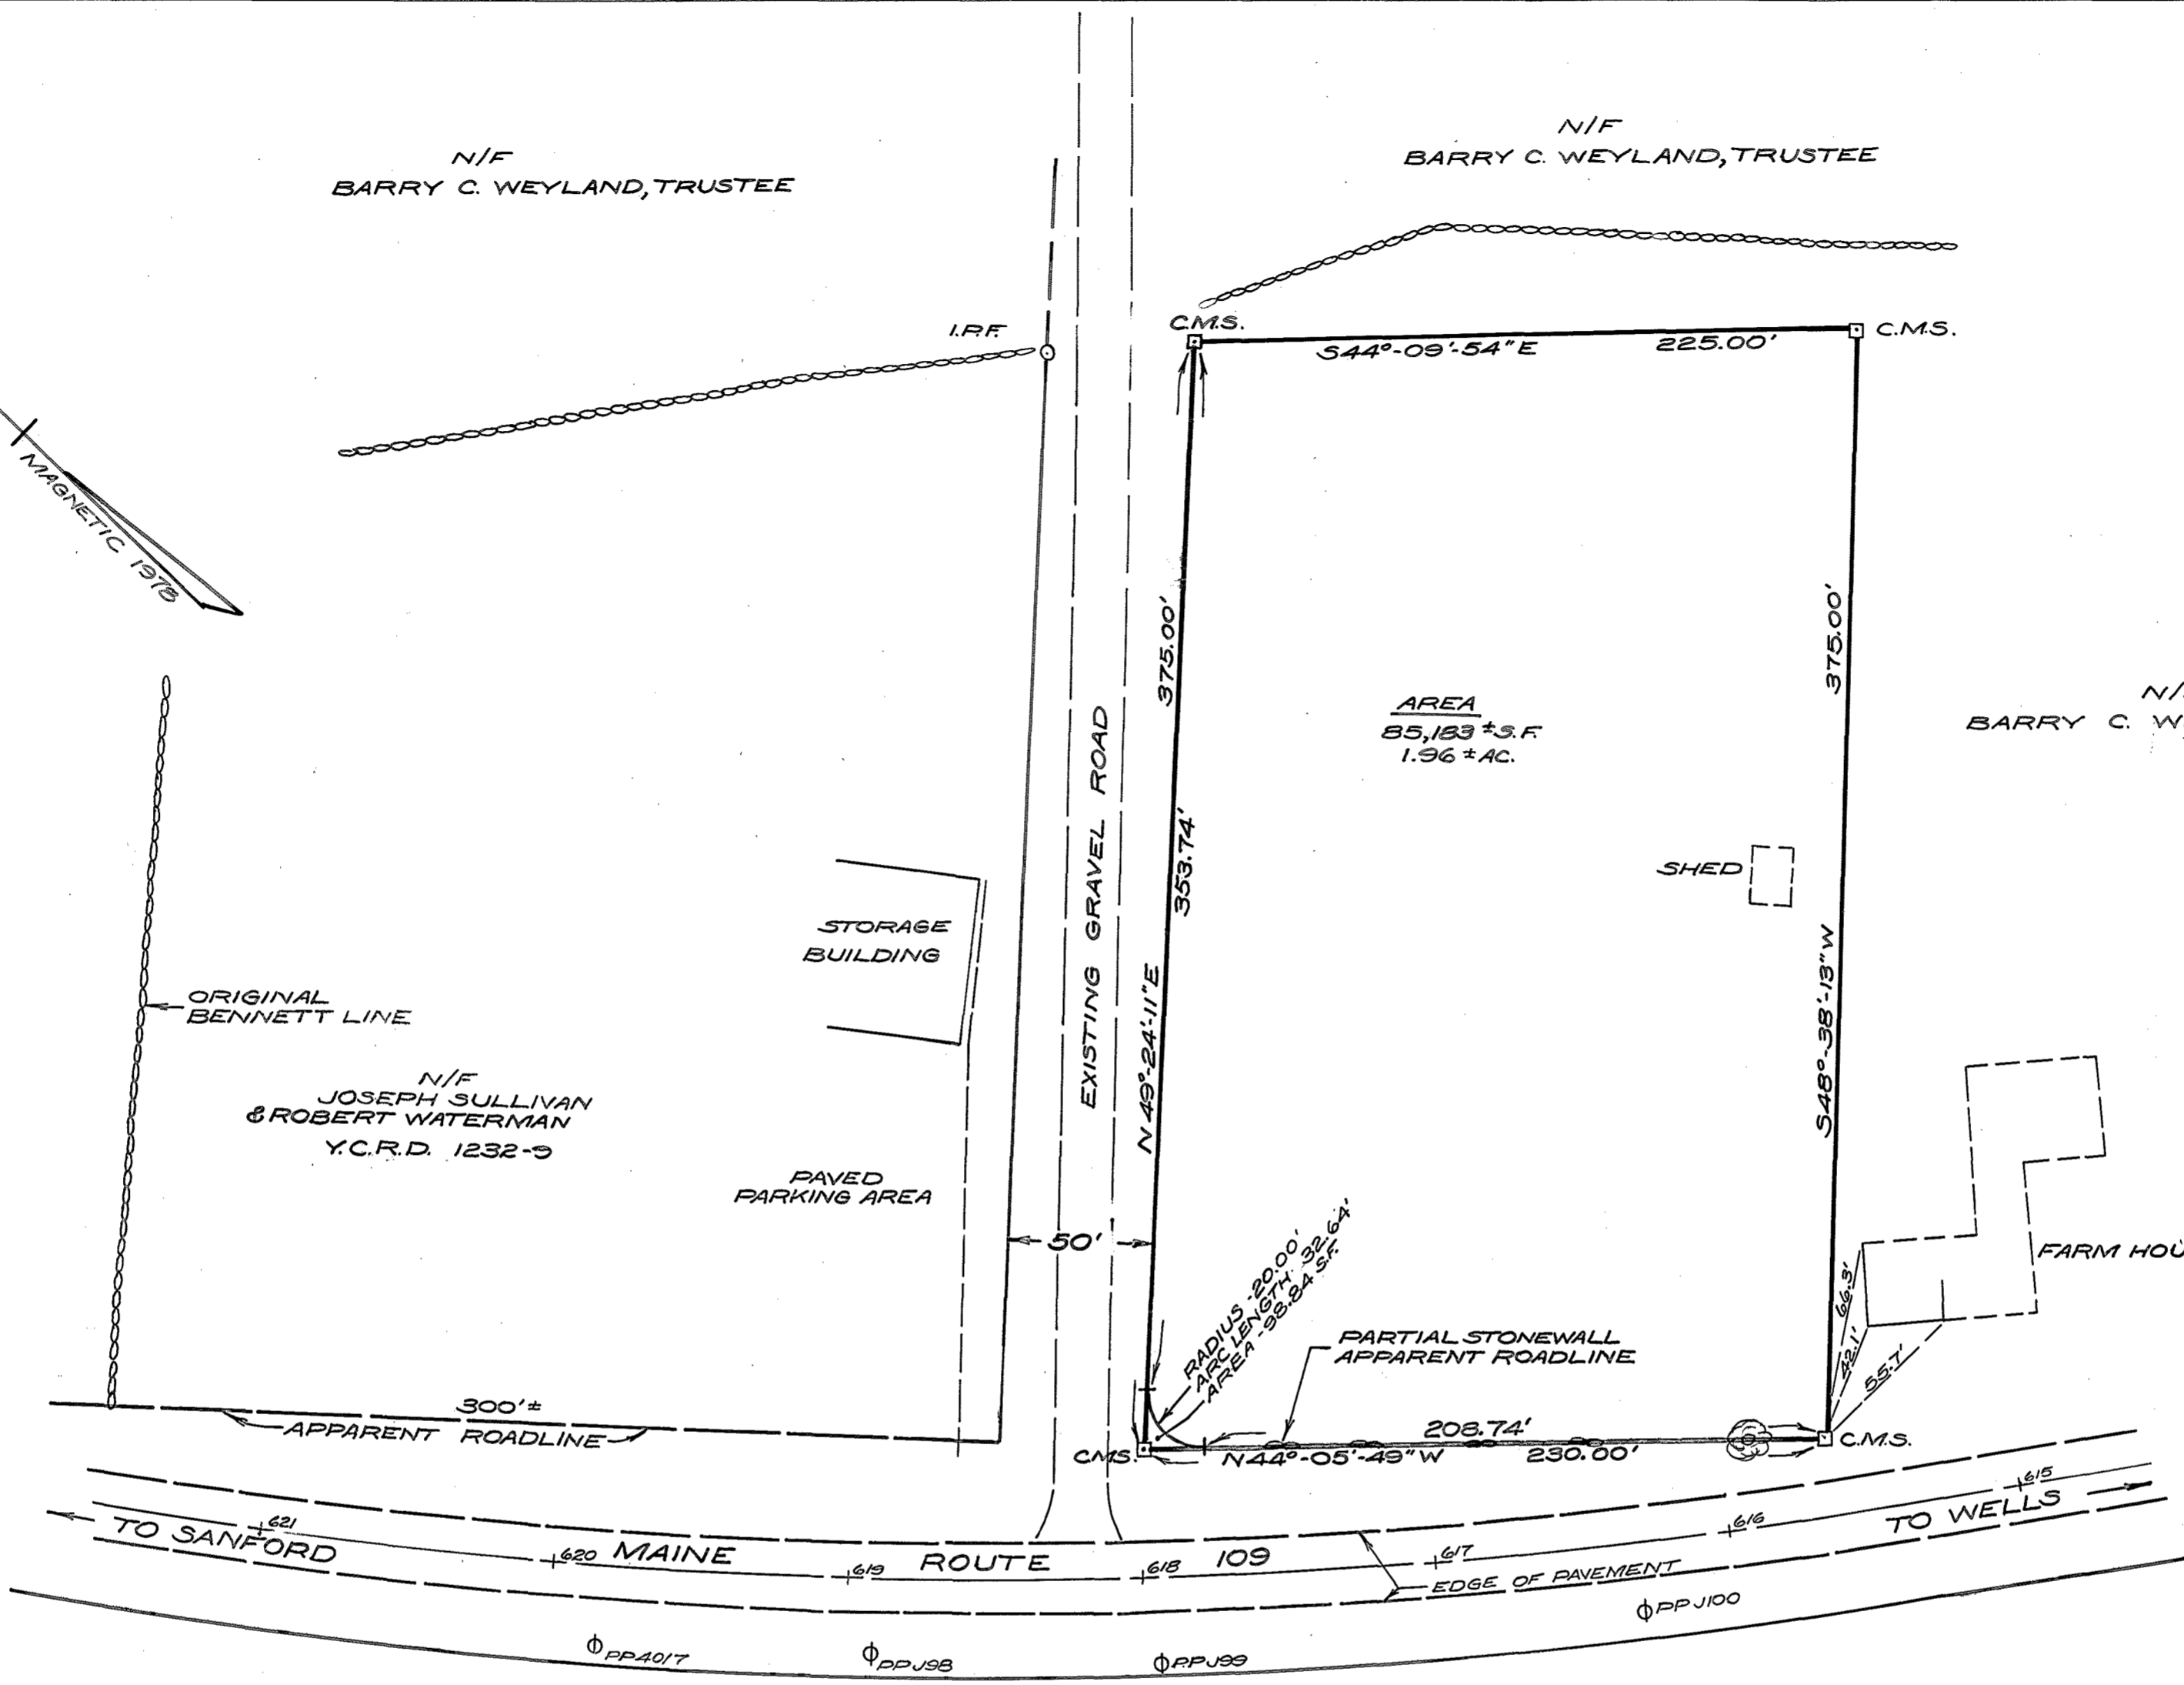 N/F
BARRY C. WEYLAND, TRUSTEE
N/F
BARRY C. WEYLAND, TRUSTEE
I.P.F.
C.M.S.
S44°-09'-54"E 225.00'
C.M.S.
MAGNETIC 1978
375.00'
353.74'
N49°-24'-11"E
EXISTING GRAVEL ROAD
AREA
85,183 ± S.F.
1.96 ± AC.
375.00'
S48°-38'-13"W
N/
BARRY C. W
SHED
STORAGE
BUILDING
ORIGINAL
BENNETT LINE
N/F
JOSEPH SULLIVAN
& ROBERT WATERMAN
Y.C.R.D. 1232-9
PAVED
PARKING AREA
50'
RADIUS - 20.00'
ARC LENGTH 32.64'
AREA - 98.84 S.F.
PARTIAL STONEWALL
APPARENT ROADLINE
66.3'
42.1'
55.7'
FARM HOU
300'±
APPARENT ROADLINE
208.74'
C.M.S.
N44°-05'-49"W 230.00'
C.M.S.
TO SANFORD
621
620
MAINE
619
ROUTE
618
109
617
616
615
TO WELLS
EDGE OF PAVEMENT
PP4017
PPJ98
PPJ99
PPJ100